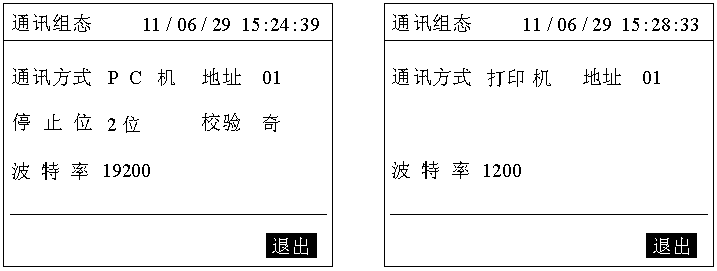 通讯组态 11/06/29 15:24:39
通讯方式 PC 机 地址 01
停止位 2位 校验 奇
波特率 19200
退出
通讯组态 11/06/29 15:28:33
通讯方式 打印机 地址 01
波特率 1200
退出